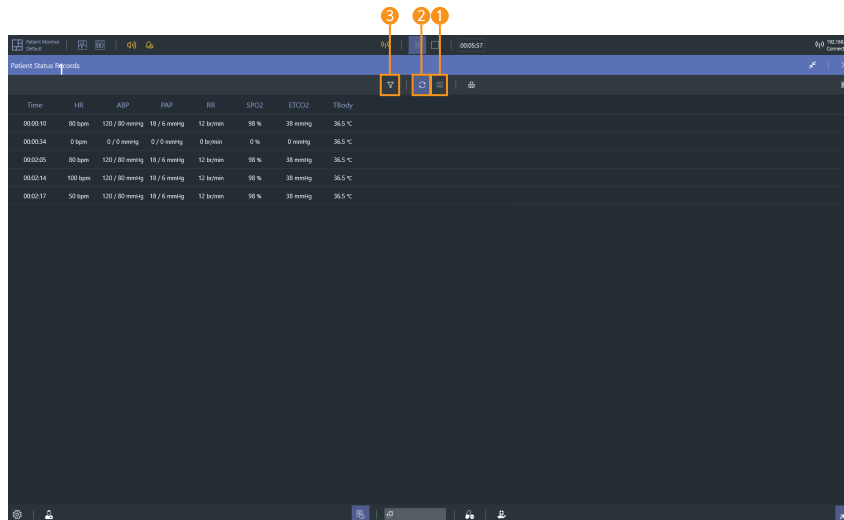 3 2 1
Patient Monitor
Default
80
00:05:57
192.168.
Connect
Patient Status Records
Time HR ABP PAP RR SPO2 ETCO2 TBody
00:00:10 80 bpm 120 / 80 mmHg 18 / 6 mmHg 12 br/min 98 % 38 mmHg 36.5 °C
00:00:34 0 bpm 0 / 0 mmHg 0 / 0 mmHg 0 br/min 0 % 0 mmHg 36.5 °C
00:02:05 80 bpm 120 / 80 mmHg 18 / 6 mmHg 12 br/min 98 % 38 mmHg 36.5 °C
00:02:14 100 bpm 120 / 80 mmHg 18 / 6 mmHg 12 br/min 98 % 38 mmHg 36.5 °C
00:02:17 50 bpm 120 / 80 mmHg 18 / 6 mmHg 12 br/min 98 % 38 mmHg 36.5 °C